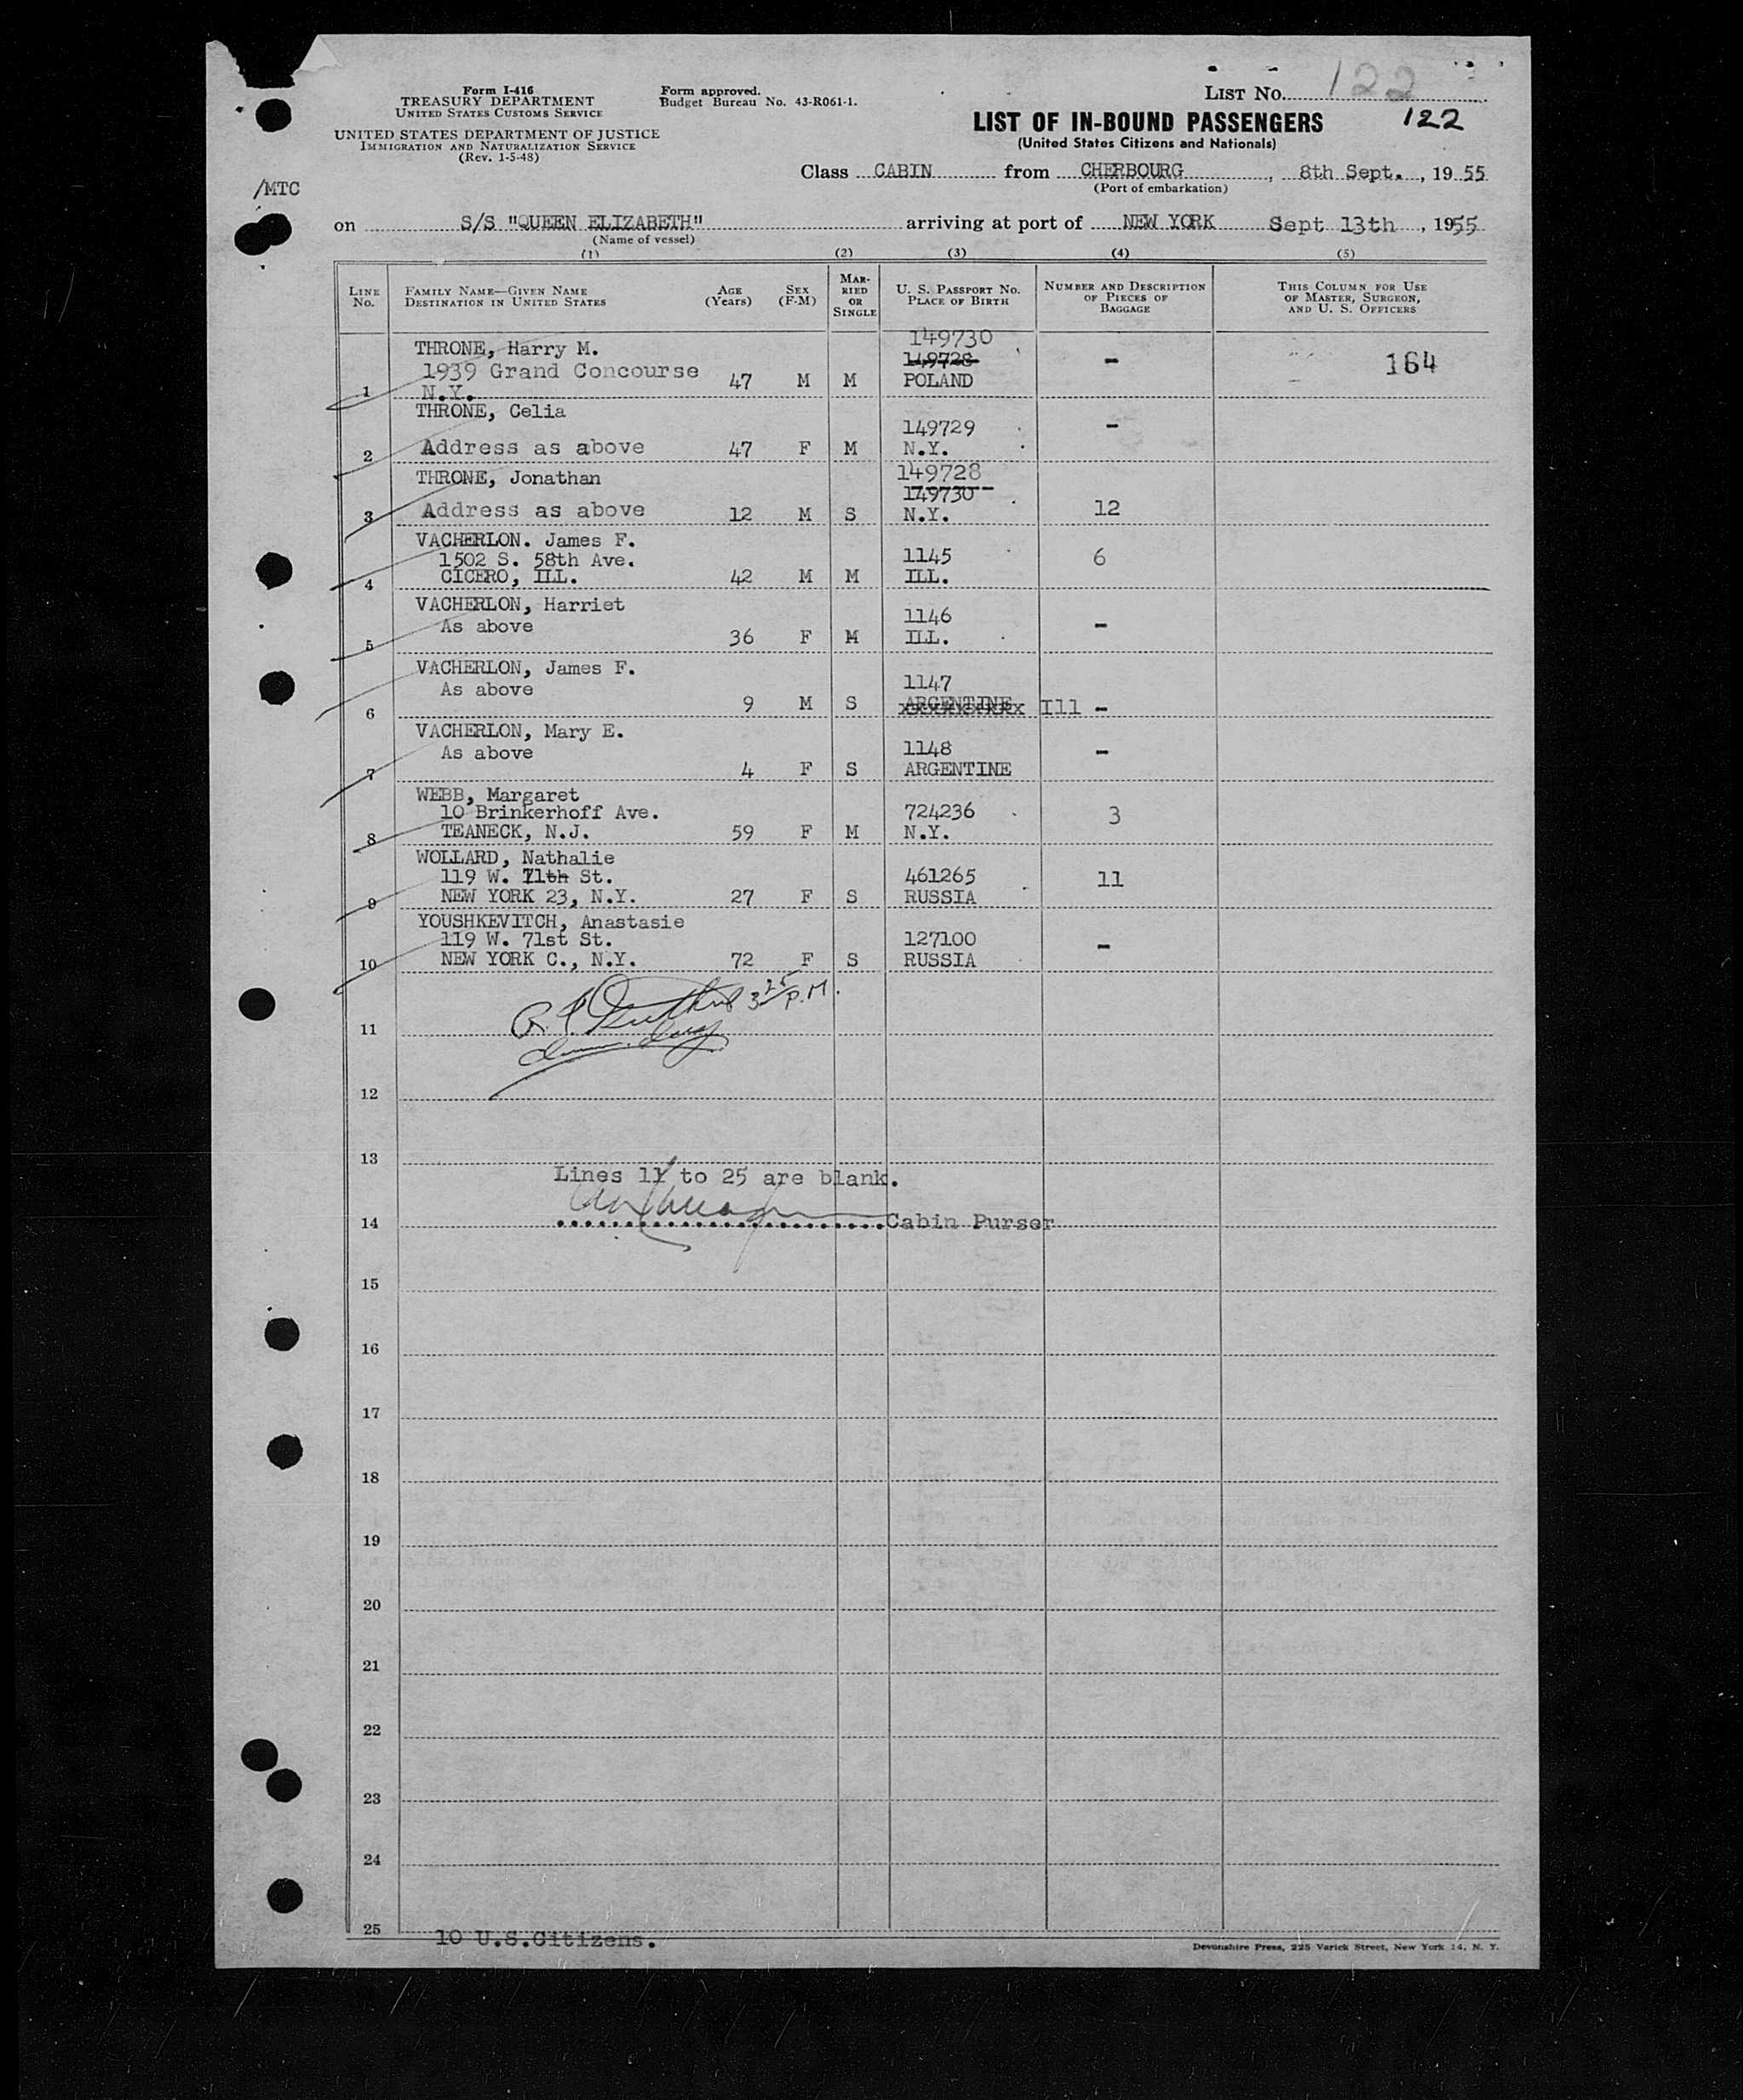 Form I-416
TREASURY DEPARTMENT
UNITED STATES CUSTOMS SERVICE
UNITED STATES DEPARTMENT OF JUSTICE
IMMIGRATION AND NATURALIZATION SERVICE
(Rev. 1-5-48)
Form approved.
Budget Bureau No. 43-R061-1.
LIST NO. 122
122
LIST OF IN-BOUND PASSENGERS
(United States Citizens and Nationals)
Class CABIN from CHERBOURG, 8th Sept., 1955
(Port of embarkation)
/MTC
on S/S "QUEEN ELIZABETH" arriving at port of NEW YORK Sept 13th, 1955
(Name of vessel)
(1) (2) (3) (4) (5)
LINE NO. FAMILY NAME—GIVEN NAME DESTINATION IN UNITED STATES AGE (Years) SEX (F-M) MARRIED OR SINGLE U. S. PASSPORT NO. PLACE OF BIRTH NUMBER AND DESCRIPTION OF PIECES OF BAGGAGE THIS COLUMN FOR USE OF MASTER, SURGEON, AND U. S. OFFICERS
149730
THRONE, Harry M. 149728 - 164
1939 Grand Concourse
1 N.Y. 47 M M POLAND
THRONE, Celia
149729 -
2 Address as above 47 F M N.Y.
THRONE, Jonathan 149728
149730
3 Address as above 12 M S N.Y. 12
VACHERLON. James F.
1502 S. 58th Ave. 1145 6
4 CICERO, ILL. 42 M M ILL.
VACHERLON, Harriet 1146
As above -
5 36 F M ILL.
VACHERLON, James F. 1147
As above
6 9 M S ARGENTINE Ill -
VACHERLON, Mary E. 1148
As above -
7 4 F S ARGENTINE
WEBB, Margaret
10 Brinkerhoff Ave. 724236 3
8 TEANECK, N.J. 59 F M N.Y.
WOLLARD, Nathalie
119 W. 71th St. 461265 11
9 NEW YORK 23, N.Y. 27 F S RUSSIA
YOUSHKEVITCH, Anastasie
119 W. 71st St. 127100 -
10 NEW YORK C., N.Y. 72 F S RUSSIA
3 25 P.M.
11
12
13
Lines 11 to 25 are blank.
14 Cabin Purser
15
16
17
18
19
20
21
22
23
24
25
10 U.S.Citizens.
Devonshire Press, 225 Varick Street, New York 14, N. Y.